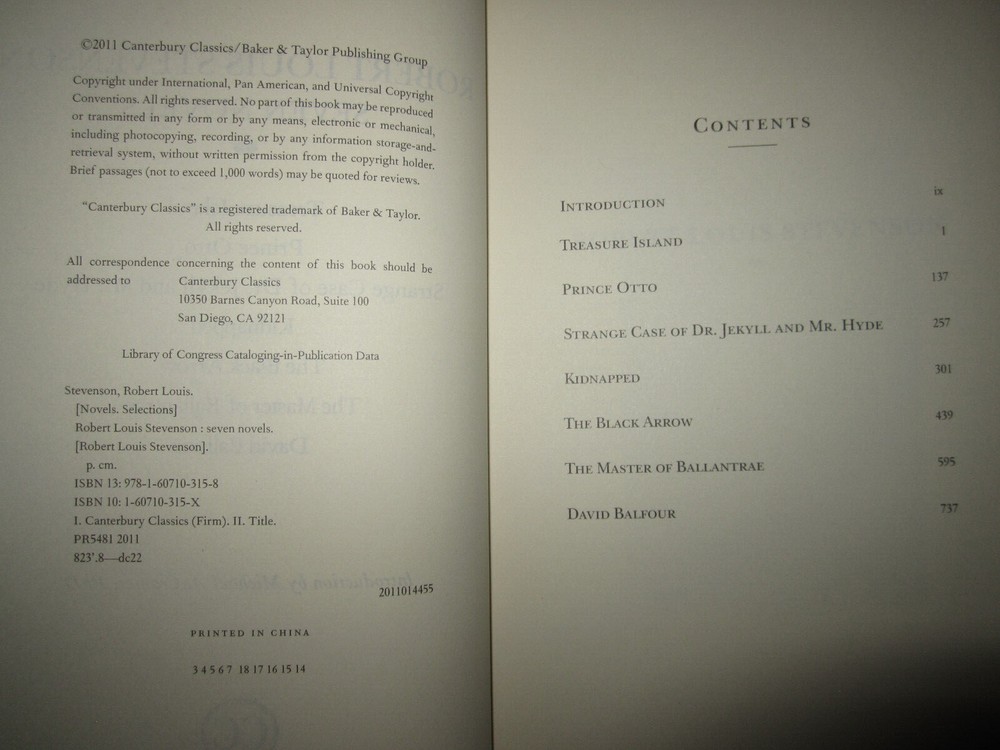 ©2011 Canterbury Classics/Baker & Taylor Publishing Group
Copyright under International, Pan American, and Universal Copyright
Conventions. All rights reserved. No part of this book may be reproduced
or transmitted in any form or by any means, electronic or mechanical,
including photocopying, recording, or by any information storage-and-
retrieval system, without written permission from the copyright holder.
Brief passages (not to exceed 1,000 words) may be quoted for reviews.
"Canterbury Classics" is a registered trademark of Baker & Taylor.
All rights reserved.
All correspondence concerning the content of this book should be
addressed to Canterbury Classics
10350 Barnes Canyon Road, Suite 100
San Diego, CA 92121
Library of Congress Cataloging-in-Publication Data
Stevenson, Robert Louis.
[Novels. Selections]
Robert Louis Stevenson : seven novels.
[Robert Louis Stevenson].
p. cm.
ISBN 13: 978-1-60710-315-8
ISBN 10: 1-60710-315-X
I. Canterbury Classics (Firm). II. Title.
PR5481 2011
823'.8—dc22
2011014455
PRINTED IN CHINA
3 4 5 6 7 18 17 16 15 14
CONTENTS
INTRODUCTION ix
TREASURE ISLAND 1
PRINCE OTTO 137
STRANGE CASE OF DR. JEKYLL AND MR. HYDE 257
KIDNAPPED 301
THE BLACK ARROW 439
THE MASTER OF BALLANTRAE 595
DAVID BALFOUR 737